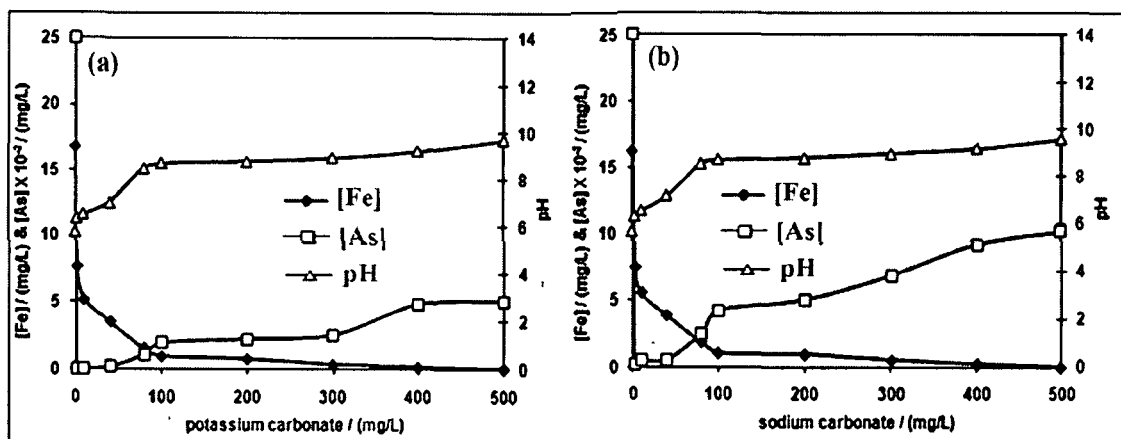 (a)
[Fe] / (mg/L) & [As] X 10⁻² / (mg/L)
25
20
15
10
5
0
14
12
10
8
6
4
2
0
pH
[Fe]
[As]
pH
0 100 200 300 400 500
potassium carbonate / (mg/L)
(b)
[Fe] / (mg/L) & [As] X 10⁻² / (mg/L)
25
20
15
10
5
0
14
12
10
8
6
4
2
0
pH
[Fe]
[As[
pH
0 100 200 300 400 500
sodium carbonate / (mg/L)